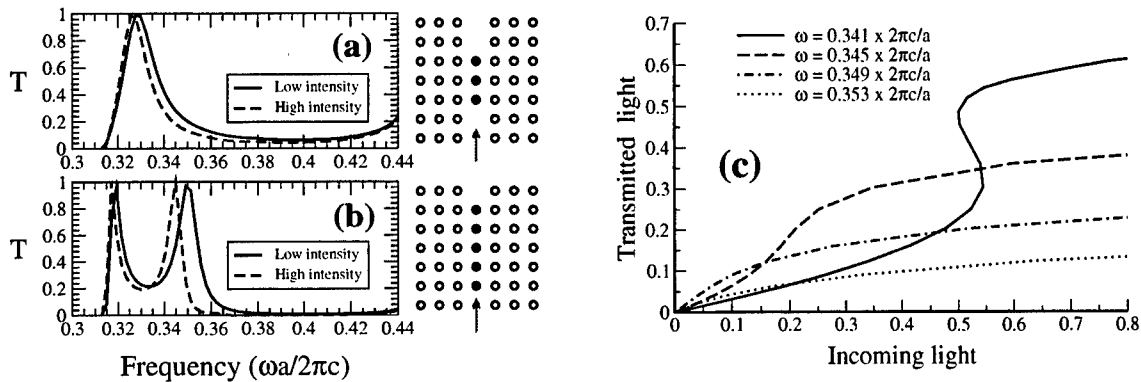 1
0.8
0.6
0.4
0.2
0
T
(a)
Low intensity
High intensity
0.3 0.32 0.34 0.36 0.38 0.4 0.42 0.44
1
0.8
0.6
0.4
0.2
0
T
(b)
Low intensity
High intensity
0.3 0.32 0.34 0.36 0.38 0.4 0.42 0.44
Frequency (ωa/2πc)
0.7
0.6
0.5
0.4
0.3
0.2
0.1
0
Transmitted light
ω = 0.341 x 2πc/a
ω = 0.345 x 2πc/a
ω = 0.349 x 2πc/a
ω = 0.353 x 2πc/a
(c)
0 0.1 0.2 0.3 0.4 0.5 0.6 0.7 0.8
Incoming light